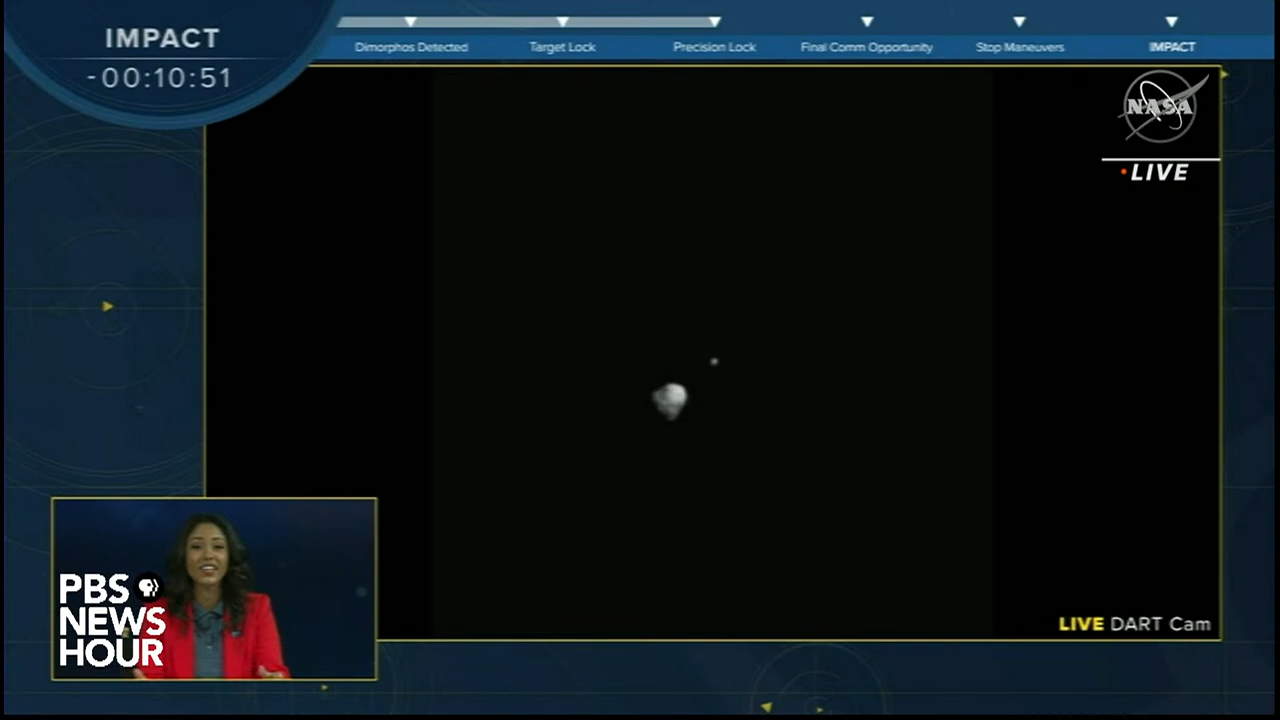 IMPACT
-00:10:51
Dimorphos Detected
Target Lock
Precision Lock
Final Comm Opportunity
Stop Maneuvers
IMPACT
NASA
LIVE
PBS
NEWS
HOUR
LIVE DART Cam